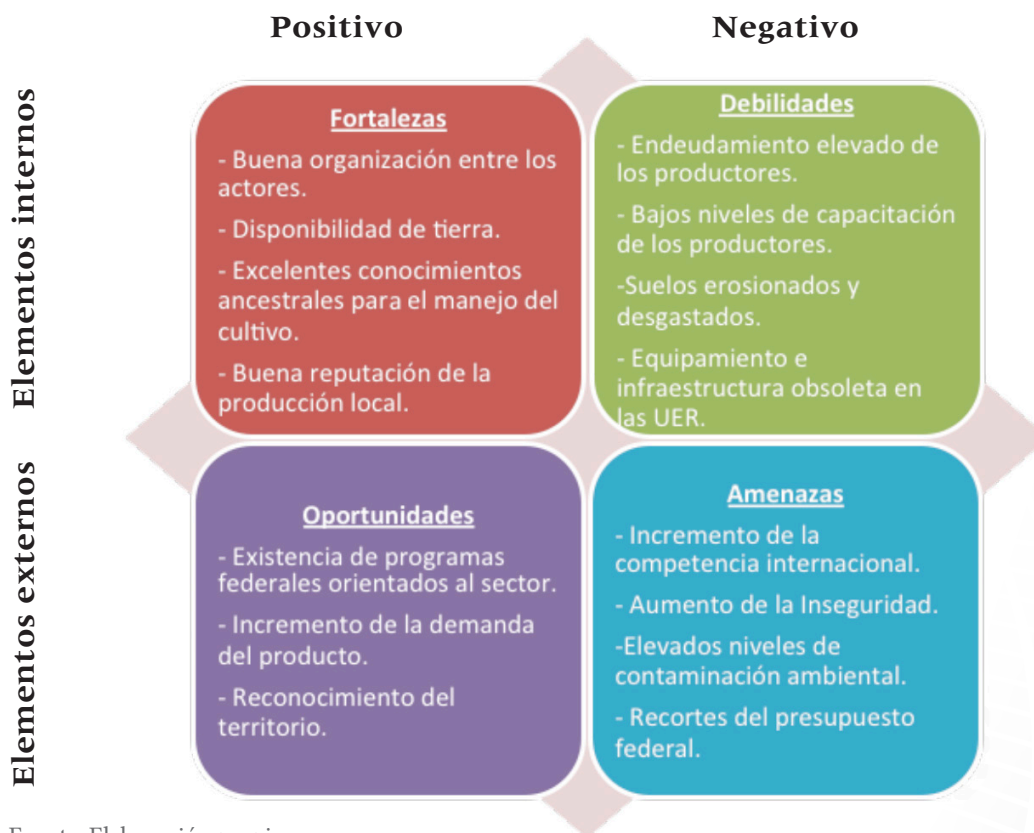 Positivo
Negativo
Elementos internos
Fortalezas
- Buena organización entre los
actores.
- Disponibilidad de tierra.
- Excelentes conocimientos
ancestrales para el manejo del
cultivo.
- Buena reputación de la
producción local.
Debilidades
- Endeudamiento elevado de
los productores.
- Bajos niveles de capacitación
de los productores.
-Suelos erosionados y
desgastados.
- Equipamiento e
infraestructura obsoleta en
las UER.
Elementos externos
Oportunidades
- Existencia de programas
federales orientados al sector.
- Incremento de la demanda
del producto.
- Reconocimiento del
territorio.
Amenazas
- Incremento de la
competencia internacional.
- Aumento de la Inseguridad.
-Elevados niveles de
contaminación ambiental.
- Recortes del presupuesto
federal.